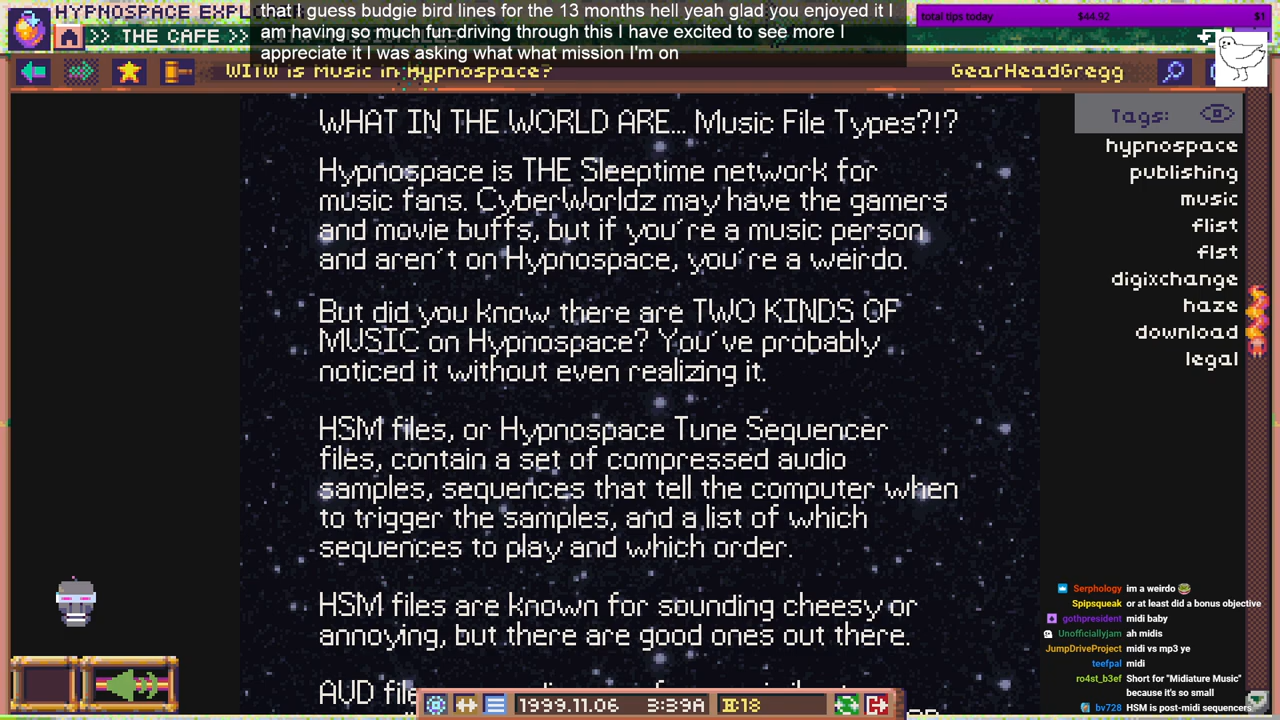 HYPNOSPACE EXPL
that I guess budgie bird lines for the 13 months hell yeah glad you enjoyed it I
am having so much fun driving through this I have excited to see more I
appreciate it I was asking what what mission I'm on
total tips today $44.92 $1
>> THE CAFE >>
WITW is Music in Hypnospace?
GearHeadGregg
WHAT IN THE WORLD ARE... Music File Types?!?
Hypnospace is THE Sleeptime network for
music fans. CyberWorldz may have the gamers
and movie buffs, but if you're a music person
and aren't on Hypnospace, you're a weirdo.
But did you know there are TWO KINDS OF
MUSIC on Hypnospace? You've probably
noticed it without even realizing it.
HSM files, or Hypnospace Tune Sequencer
files, contain a set of compressed audio
samples, sequences that tell the computer when
to trigger the samples, and a list of which
sequences to play and which order.
HSM files are known for sounding cheesy or
annoying, but there are good ones out there.
Tags:
hypnospace
publishing
music
flist
flst
digixchange
haze
download
legal
Serphology im a weirdo
Spipsqueak or at least did a bonus objective
gothpresident midi baby
Unofficiallyjam ah midis
JumpDriveProject midi vs mp3 ye
teefpal midi
ro4st_b3ef Short for "Midiature Music"
because it's so small
bv728 HSM is post-midi sequencers
1999.11.06 3:39A
18